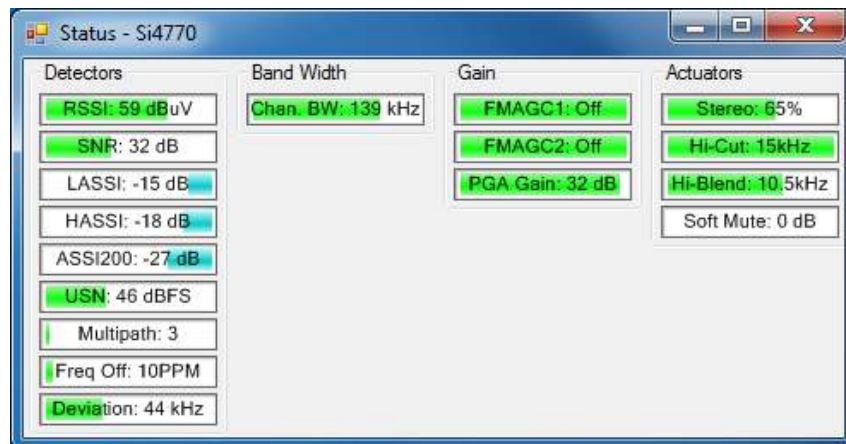 Status - Si4770
Detectors
RSSI: 59 dBuV
SNR: 32 dB
LASSI: -15 dB
HASSI: -18 dB
ASSI200: -27 dB
USN: 46 dBFS
Multipath: 3
Freq Off: 10PPM
Deviation: 44 kHz
Band Width
Chan. BW: 139 kHz
Gain
FMAGC1: Off
FMAGC2: Off
PGA Gain: 32 dB
Actuators
Stereo: 65%
Hi-Cut: 15kHz
Hi-Blend: 10.5kHz
Soft Mute: 0 dB